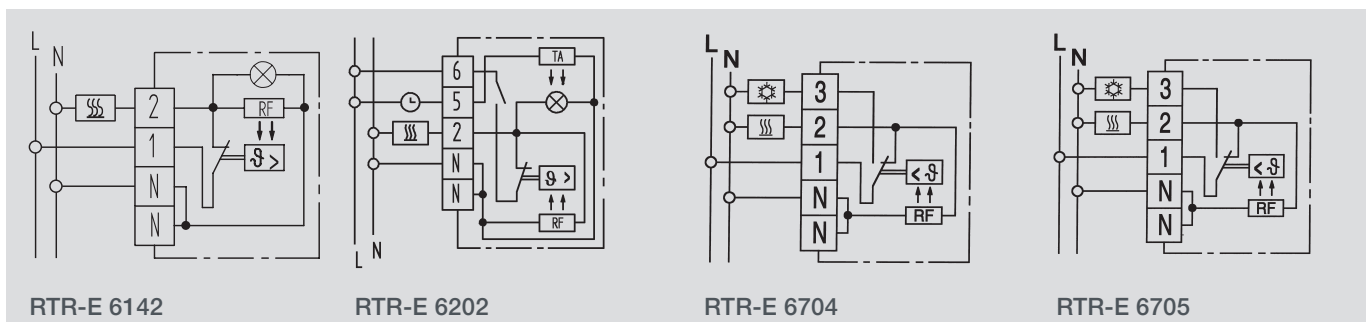 L
N
2
1
N
N
RF
ϑ >
RTR-E 6142
6
5
2
N
N
TA
ϑ >
RF
L
N
RTR-E 6202
L
N
3
2
1
N
N
< ϑ
RF
RTR-E 6704
L
N
3
2
1
N
N
< ϑ
RF
RTR-E 6705